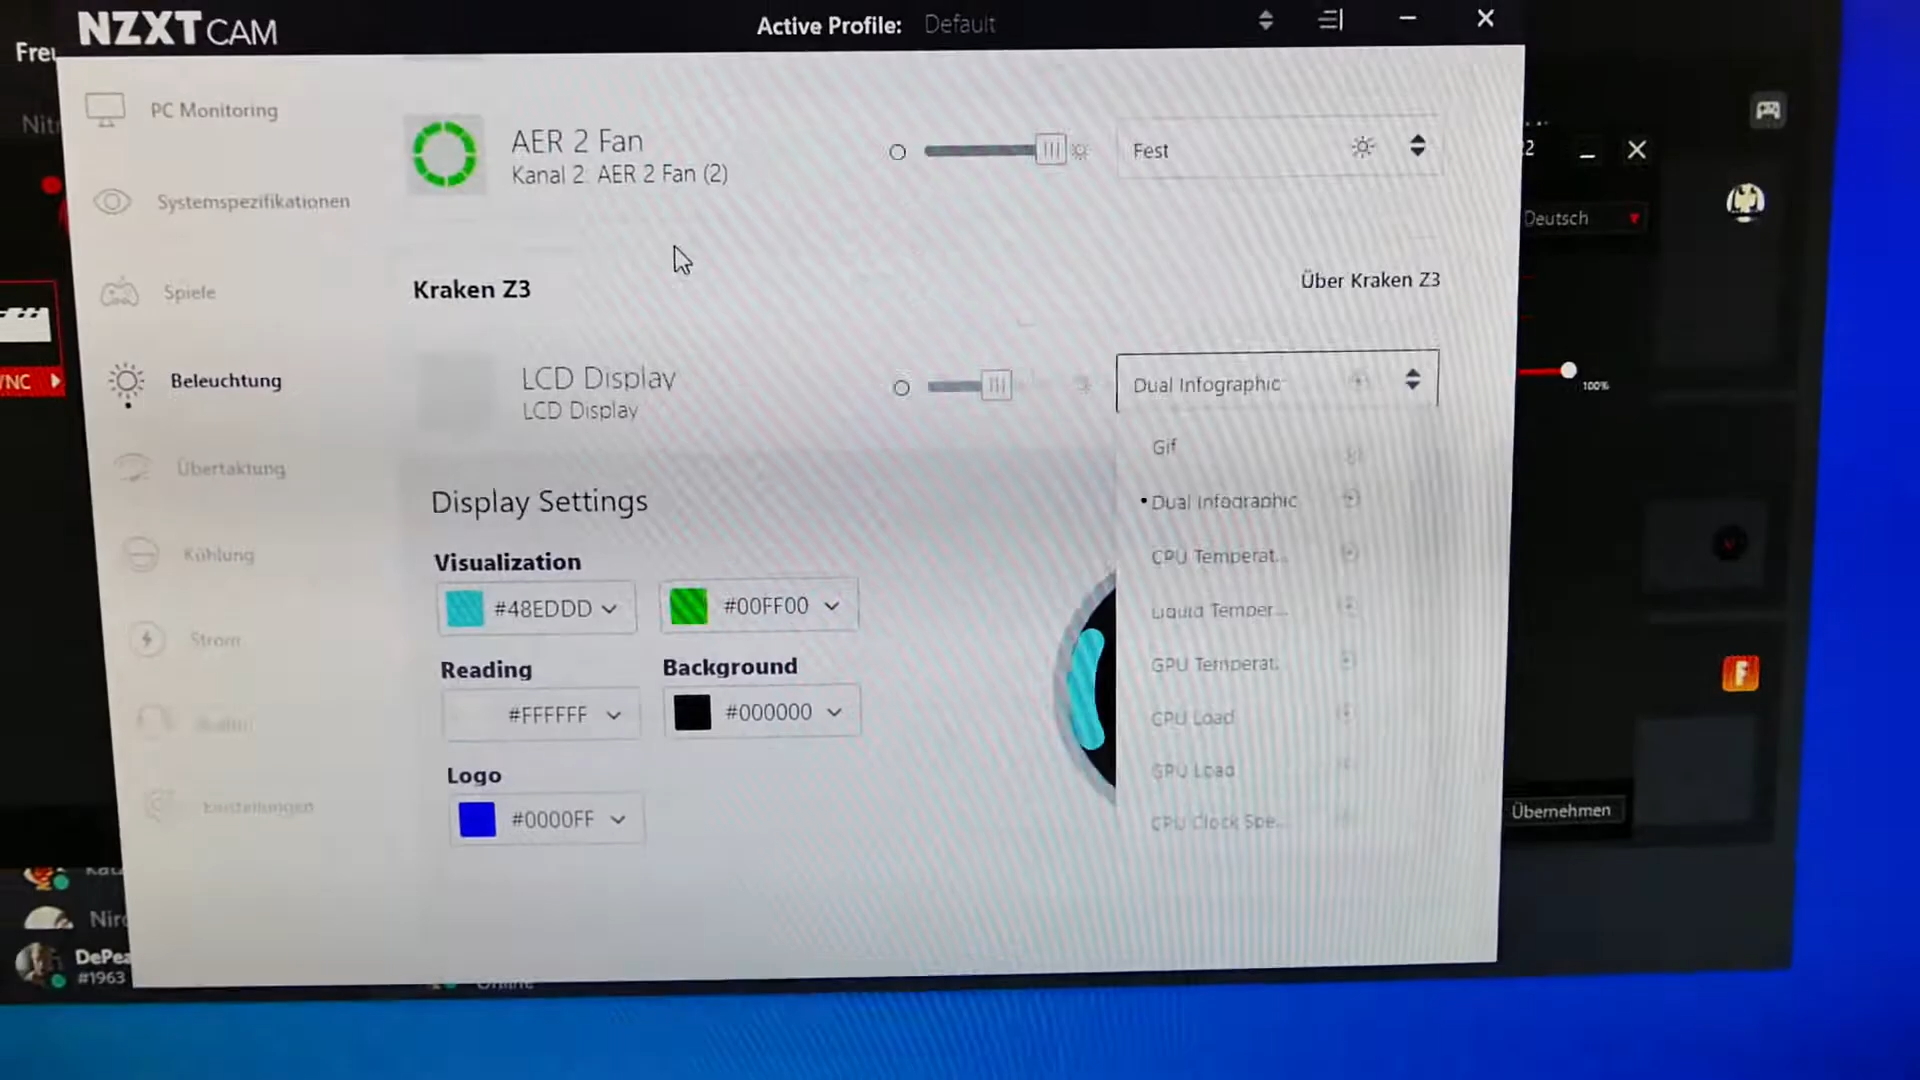 NZXT CAM
Active Profile: Default
PC Monitoring
Systemspezifikationen
Spiele
Beleuchtung
Übertaktung
Kühlung
Strom
Einstellungen
AER 2 Fan
Kanal 2: AER 2 Fan (2)
Fest
Kraken Z3
Über Kraken Z3
LCD Display
LCD Display
Dual Infographic
Gif
Dual Infographic
CPU Temperat...
Liquid Temper...
GPU Temperat...
CPU Load
GPU Load
CPU Clock Spe...
Display Settings
Visualization
#48EDDD
#00FF00
Reading
Background
#FFFFFF
#000000
Logo
#0000FF
Deutsch
100%
Übernehmen
DePea
#1963
Online